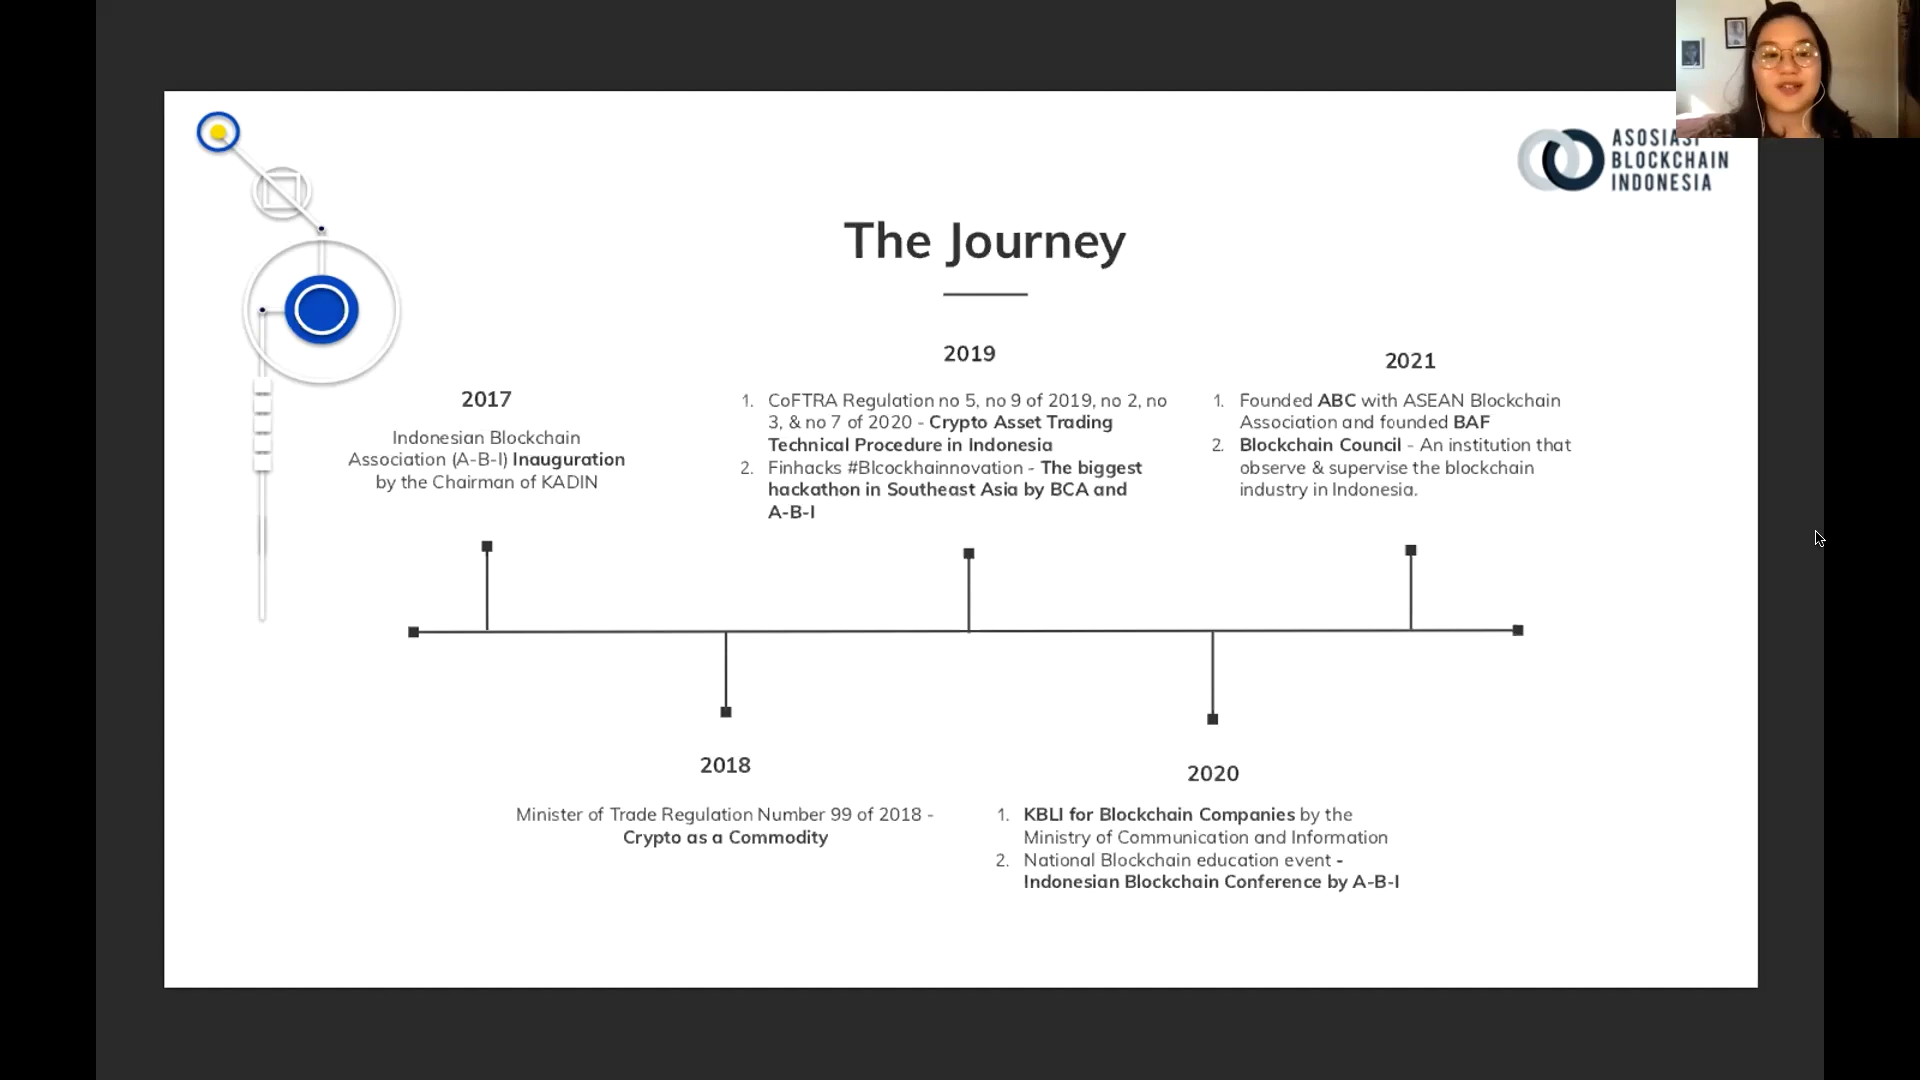 ASOSIASI
BLOCKCHAIN
INDONESIA
The Journey
2017
Indonesian Blockchain
Association (A-B-I) Inauguration
by the Chairman of KADIN
2019
1. CoFTRA Regulation no 5, no 9 of 2019, no 2, no
3, & no 7 of 2020 - Crypto Asset Trading
Technical Procedure in Indonesia
2. Finhacks #Blcockhainnovation - The biggest
hackathon in Southeast Asia by BCA and
A-B-I
2021
1. Founded ABC with ASEAN Blockchain
Association and founded BAF
2. Blockchain Council - An institution that
observe & supervise the blockchain
industry in Indonesia.
2018
Minister of Trade Regulation Number 99 of 2018 -
Crypto as a Commodity
2020
1. KBLI for Blockchain Companies by the
Ministry of Communication and Information
2. National Blockchain education event -
Indonesian Blockchain Conference by A-B-I